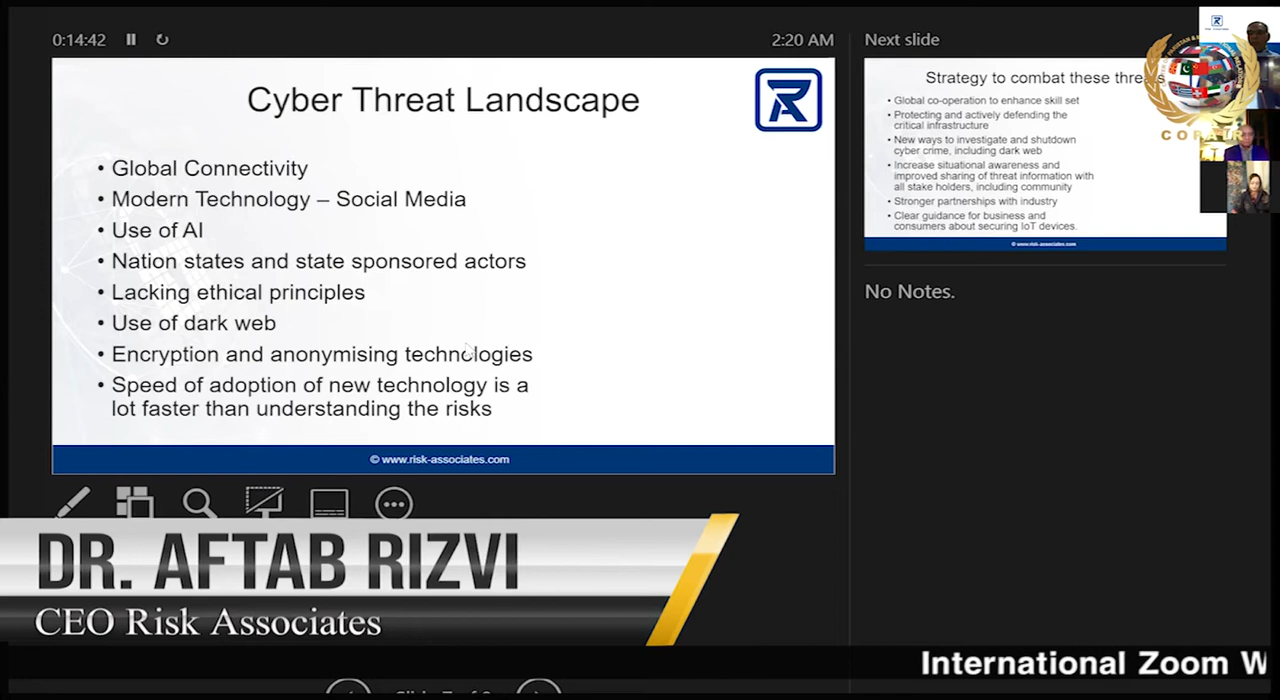 0:14:42
2:20 AM
Next slide
Cyber Threat Landscape
• Global Connectivity
• Modern Technology – Social Media
• Use of AI
• Nation states and state sponsored actors
• Lacking ethical principles
• Use of dark web
• Encryption and anonymising technologies
• Speed of adoption of new technology is a
lot faster than understanding the risks
© www.risk-associates.com
Strategy to combat these
• Global co-operation to enhance skill set
• Protecting and actively defending the
critical infrastructure
• New ways to investigate and shutdown
cyber crime, including dark web
• Increase situational awareness and
improved sharing of threat information with
all stake holders, including community
• Stronger partnerships with industry
• Clear guidance for business and
consumers about securing IoT devices.
© www.risk-associates.com
No Notes.
DR. AFTAB RIZVI
CEO Risk Associates
International Zoom W